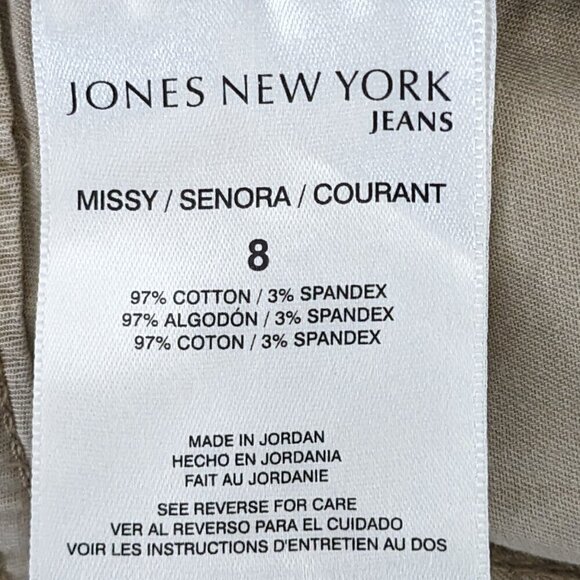 JONES NEW YORK
JEANS
MISSY / SENORA / COURANT
8
97% COTTON / 3% SPANDEX
97% ALGODÓN / 3% SPANDEX
97% COTON / 3% SPANDEX
MADE IN JORDAN
HECHO EN JORDANIA
FAIT AU JORDANIE
SEE REVERSE FOR CARE
VER AL REVERSO PARA EL CUIDADO
VOIR LES INSTRUCTIONS D'ENTRETIEN AU DOS